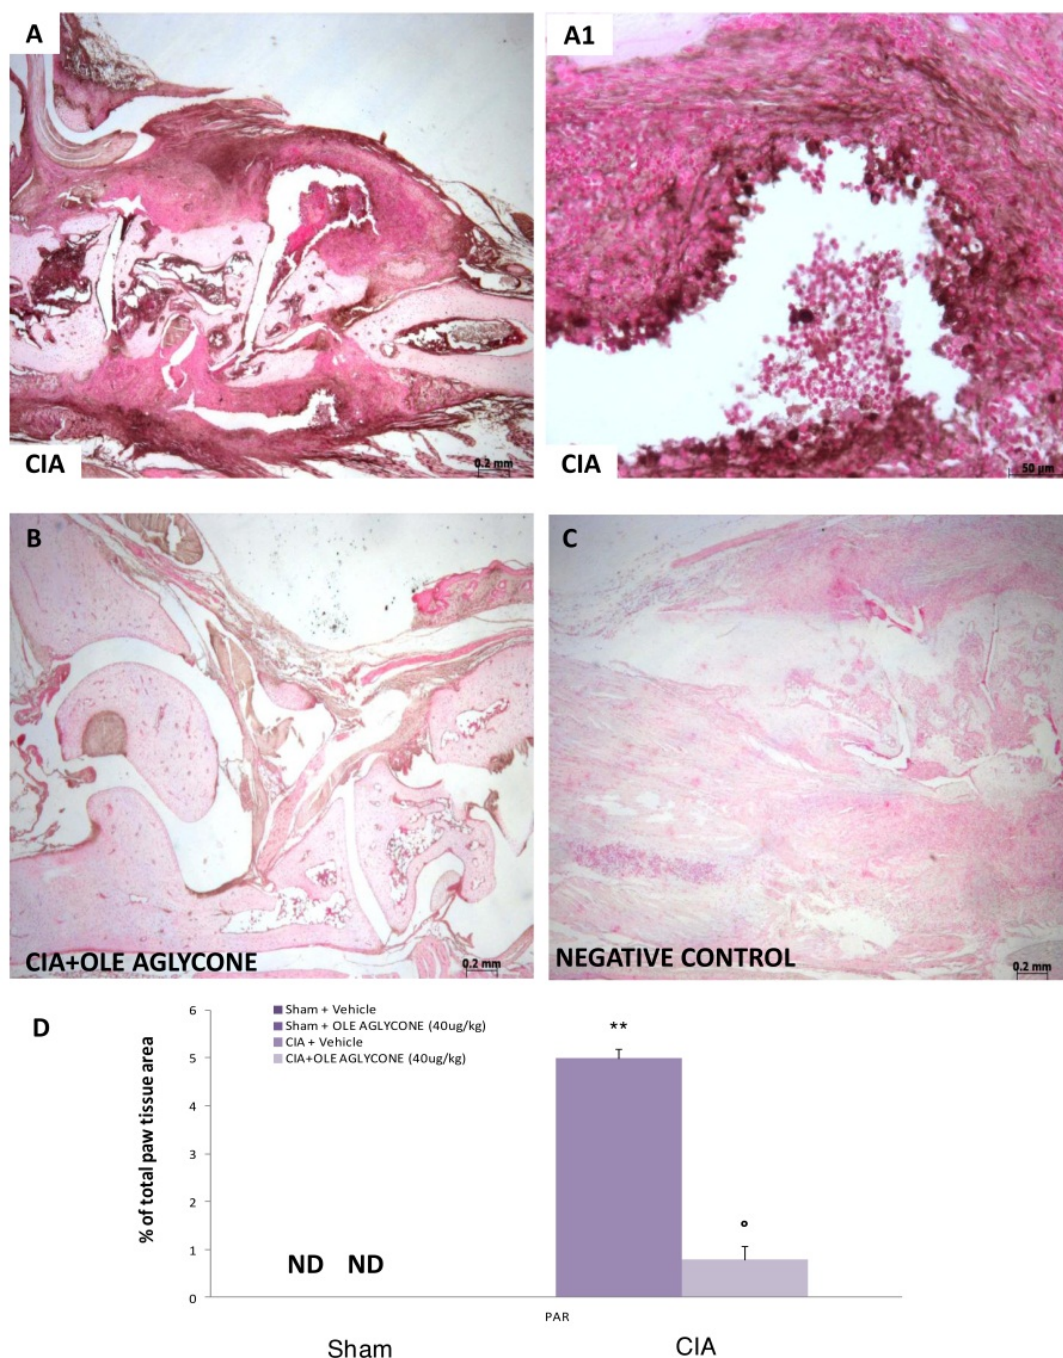 A
CIA
0.2 mm
A1
CIA
50 µm
B
CIA+OLE AGLYCONE
0.2 mm
C
NEGATIVE CONTROL
0.2 mm
D
Sham + Vehicle
Sham + OLE AGLYCONE (40ug/kg)
CIA + Vehicle
CIA+OLE AGLYCONE (40ug/kg)
% of total paw tissue area
6
5
4
3
2
1
0
ND ND
**
°
PAR
Sham CIA